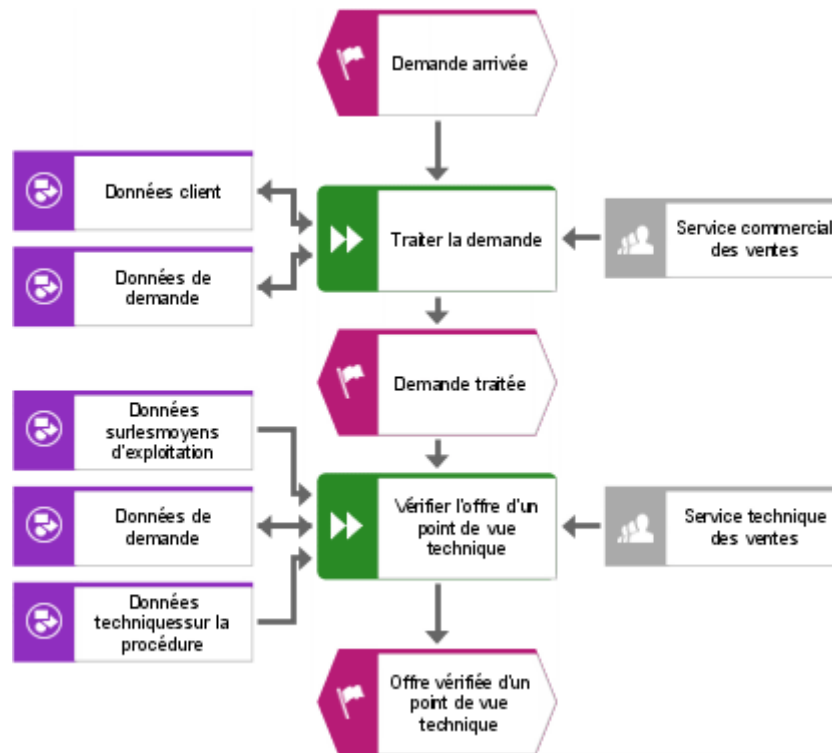 Demande arrivée
Données client
Traiter la demande
Service commercial
des ventes
Données de
demande
Demande traitée
Données
surlesmoyens
d'exploitation
Données de
demande
Vérifier l'offre d'un
point de vue
technique
Service technique
des ventes
Données
techniquessur la
procédure
Offre vérifiée d'un
point de vue
technique